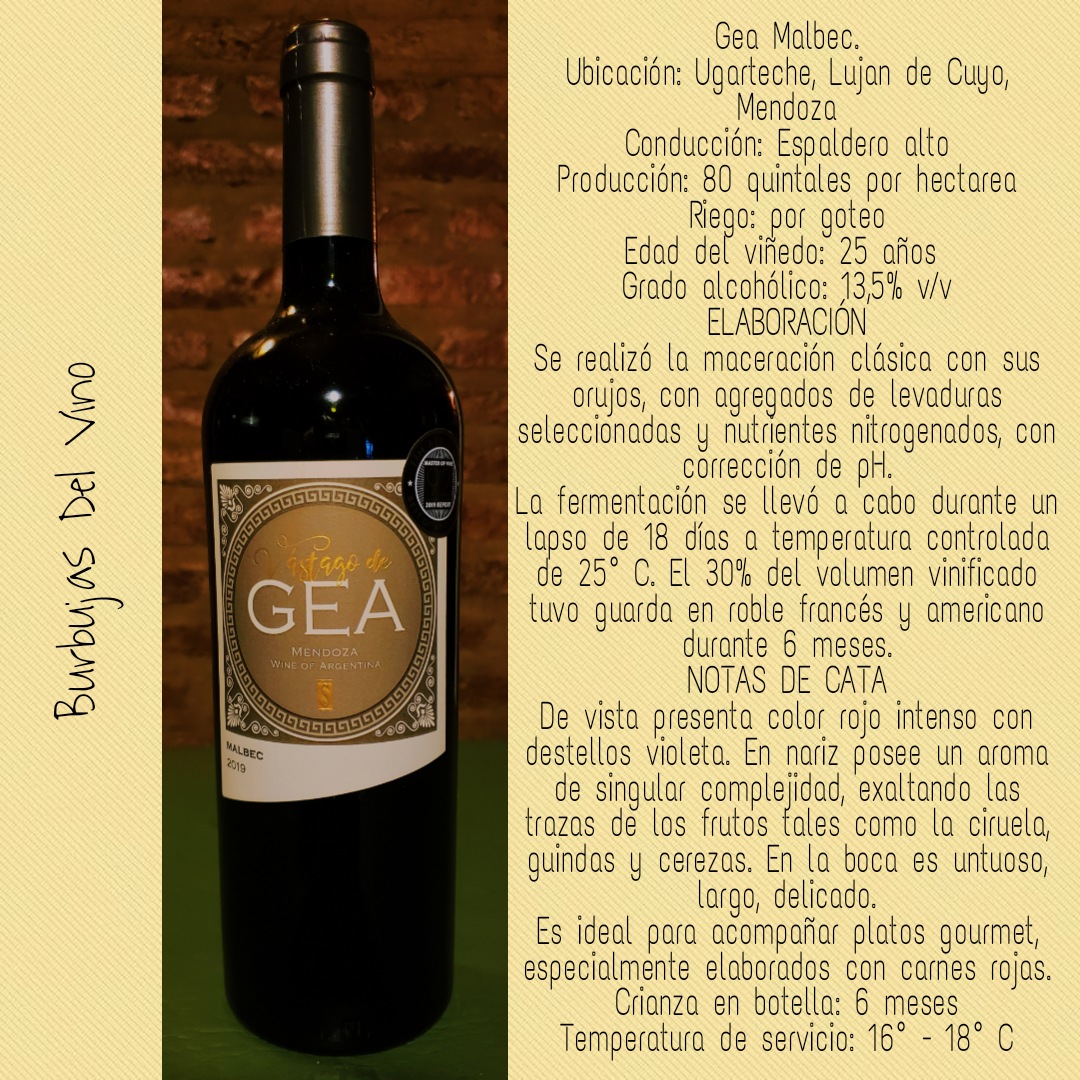 Burbujas Del Vino
MASTER OF WINE
2019 REPORT
Vástago de
GEA
MENDOZA
WINE OF ARGENTINA
MALBEC
2019
Gea Malbec.
Ubicación: Ugarteche, Lujan de Cuyo,
Mendoza
Conducción: Espaldero alto
Producción: 80 quintales por hectarea
Riego: por goteo
Edad del viñedo: 25 años
Grado alcohólico: 13,5% v/v
ELABORACIÓN
Se realizó la maceración clásica con sus
orujos, con agregados de levaduras
seleccionadas y nutrientes nitrogenados, con
corrección de pH.
La fermentación se llevó a cabo durante un
lapso de 18 días a temperatura controlada
de 25° C. El 30% del volumen vinificado
tuvo guarda en roble francés y americano
durante 6 meses.
NOTAS DE CATA
De vista presenta color rojo intenso con
destellos violeta. En nariz posee un aroma
de singular complejidad, exaltando las
trazas de los frutos tales como la ciruela,
guindas y cerezas. En la boca es untuoso,
largo, delicado.
Es ideal para acompañar platos gourmet,
especialmente elaborados con carnes rojas.
Crianza en botella: 6 meses
Temperatura de servicio: 16° - 18° C